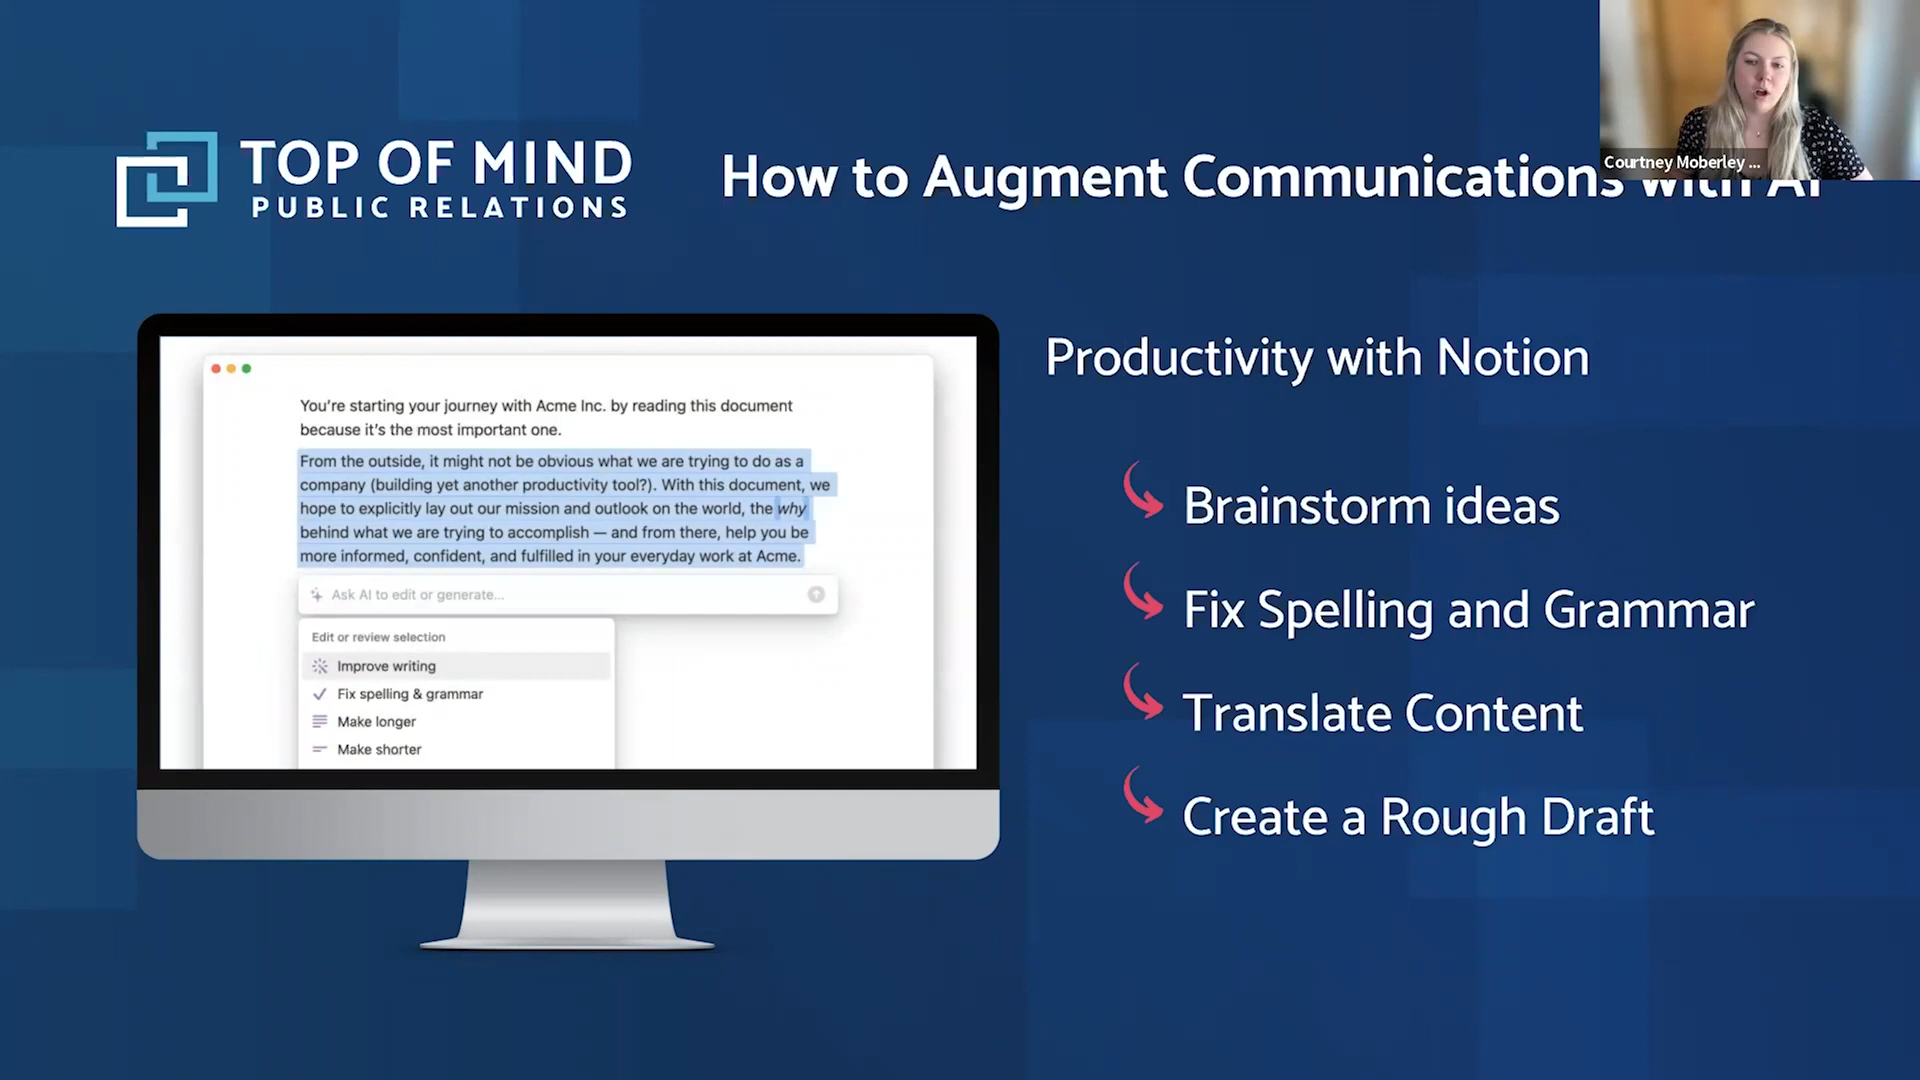 TOP OF MIND
PUBLIC RELATIONS
How to Augment Communications with AI
Courtney Moberley ...
You're starting your journey with Acme Inc. by reading this document
because it's the most important one.
From the outside, it might not be obvious what we are trying to do as a
company (building yet another productivity tool?). With this document, we
hope to explicitly lay out our mission and outlook on the world, the why
behind what we are trying to accomplish — and from there, help you be
more informed, confident, and fulfilled in your everyday work at Acme.
Ask AI to edit or generate...
Edit or review selection
Improve writing
Fix spelling & grammar
Make longer
Make shorter
Productivity with Notion
Brainstorm ideas
Fix Spelling and Grammar
Translate Content
Create a Rough Draft